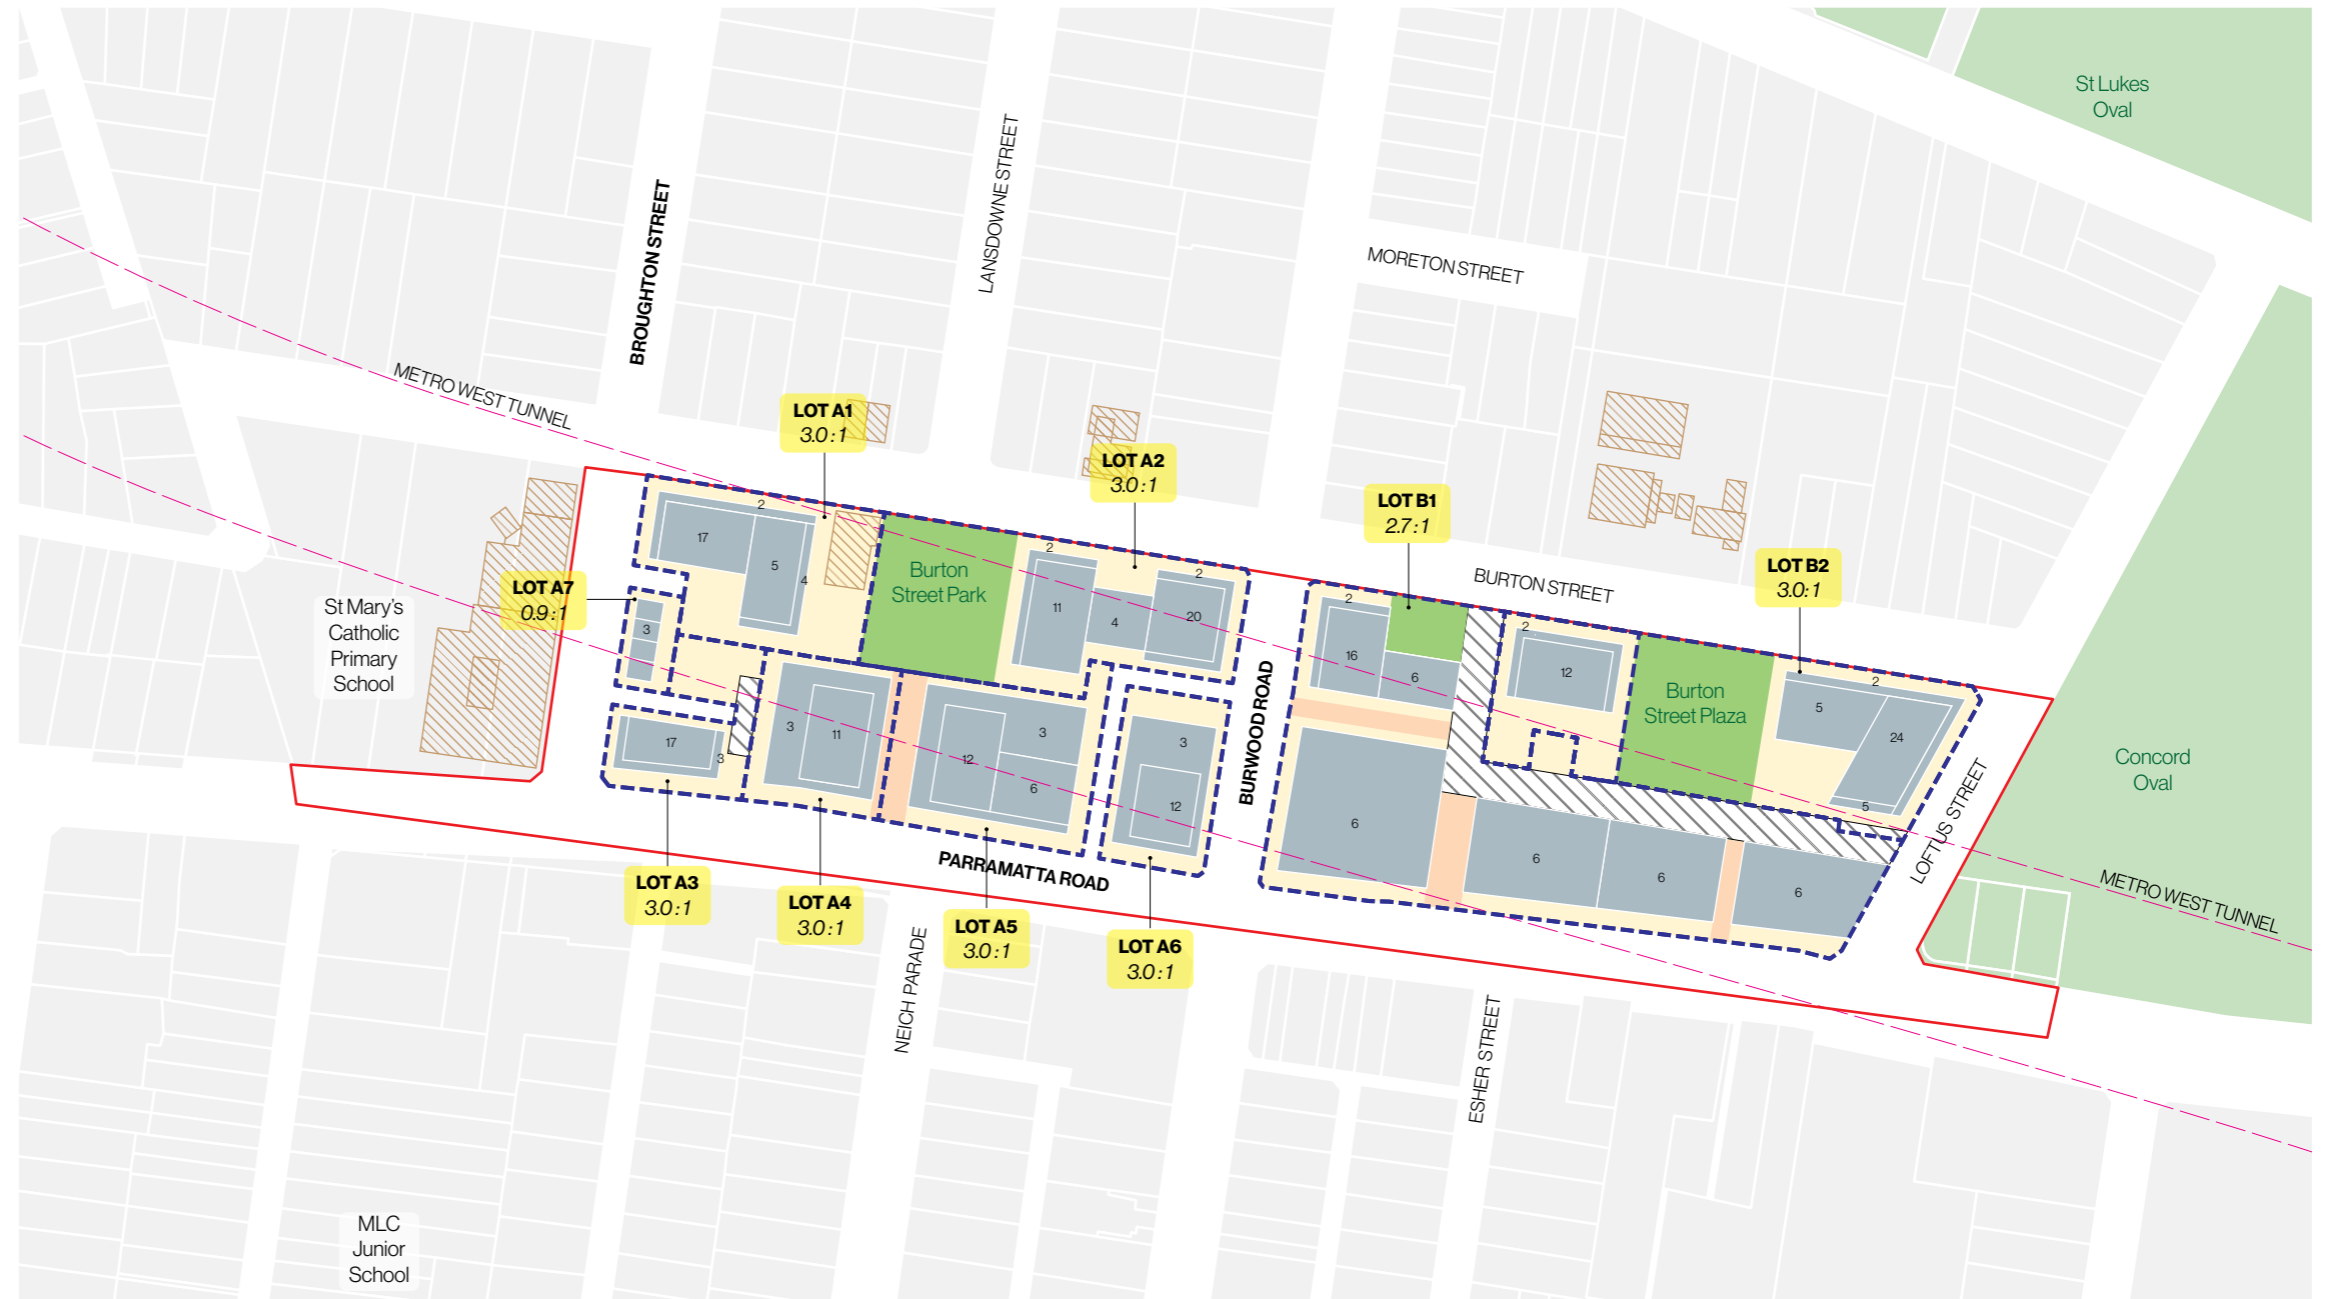 St Lukes
Oval
BROUGHTON STREET
LANSDOWNE STREET
MORETON STREET
METRO WEST TUNNEL
LOT A1
3.0:1
LOT A2
3.0:1
LOT B1
2.7:1
BURTON STREET
LOT B2
3.0:1
2
17
5
4
Burton
Street Park
2
11
4
2
20
2
16
6
2
12
Burton
Street Plaza
2
5
24
5
LOT A7
0.9:1
3
St Mary's
Catholic
Primary
School
17
3
3
11
12
3
6
3
12
BURWOOD ROAD
6
6
6
6
LOFTUS STREET
Concord
Oval
METRO WEST TUNNEL
PARRAMATTA ROAD
LOT A3
3.0:1
LOT A4
3.0:1
LOT A5
3.0:1
LOT A6
3.0:1
NEICH PARADE
ESHER STREET
MLC
Junior
School